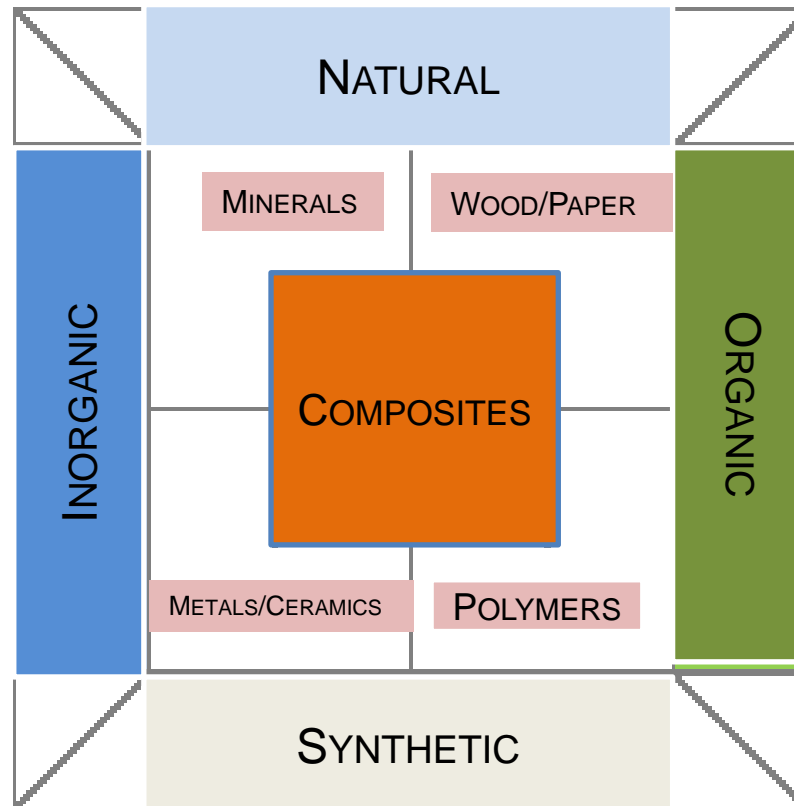 NATURAL
MINERALS
WOOD/PAPER
INORGANIC
COMPOSITES
ORGANIC
METALS/CERAMICS
POLYMERS
SYNTHETIC